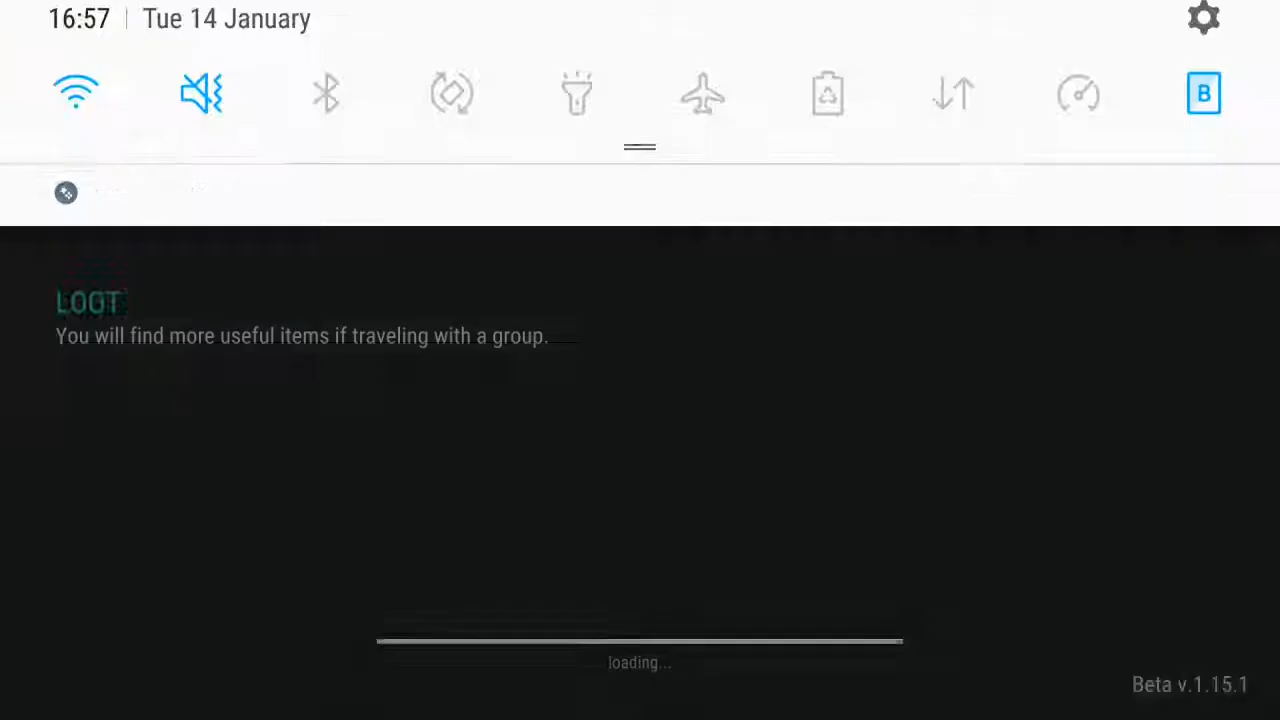 16:57 | Tue 14 January
B
LOOT
You will find more useful items if traveling with a group.
loading...
Beta v.1.15.1